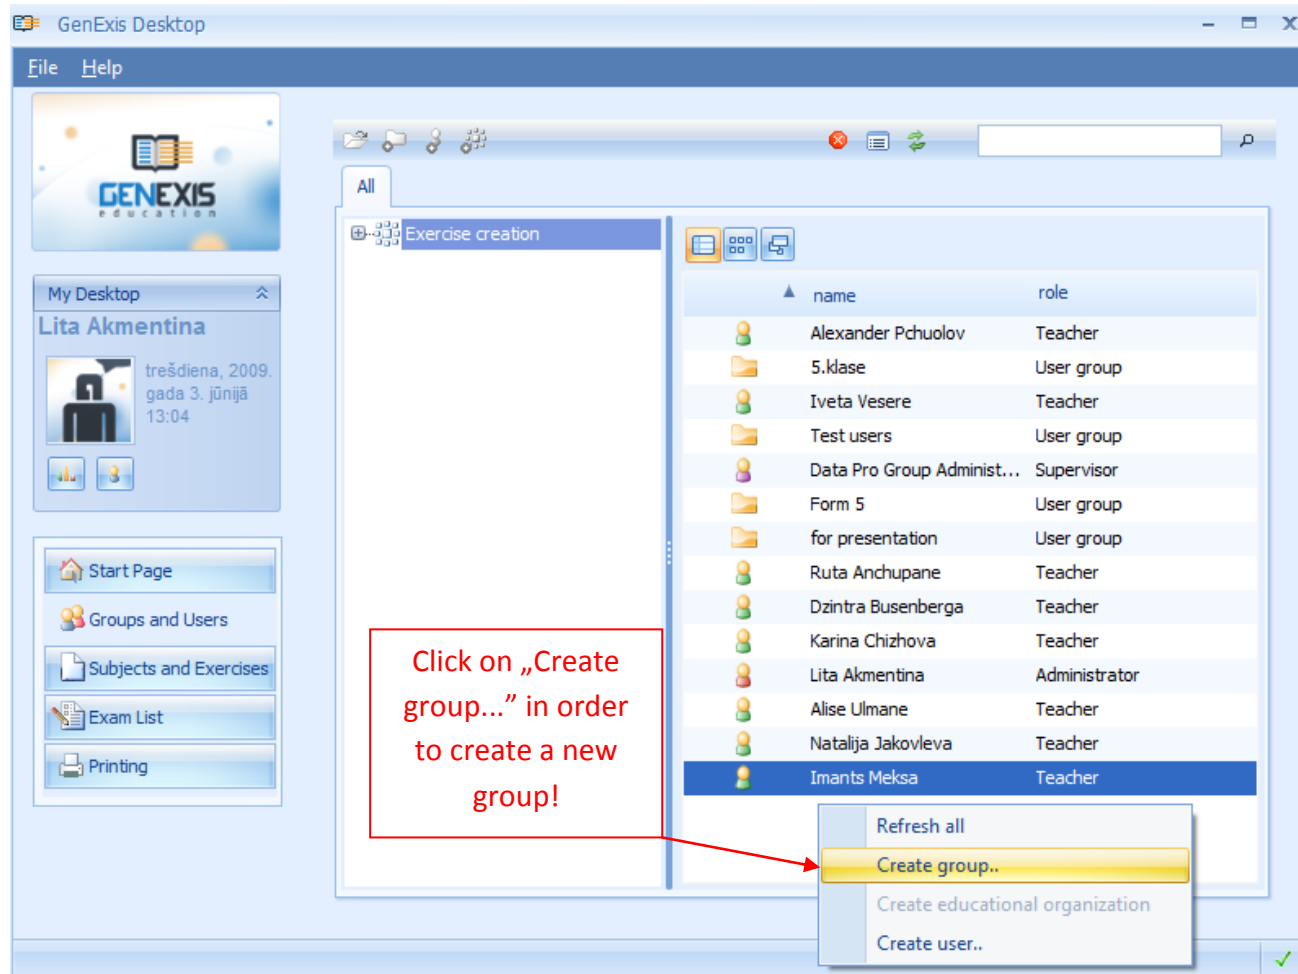 GenExis Desktop
File Help
GENEXIS
education
All
Exercise creation
My Desktop
Lita Akmentina
trešdiena, 2009.
gada 3. jūnijā
13:04
name role
Alexander Pchuolov Teacher
5.klase User group
Iveta Vesere Teacher
Test users User group
Data Pro Group Administ... Supervisor
Form 5 User group
for presentation User group
Ruta Anchupane Teacher
Dzintra Busenberga Teacher
Karina Chizhova Teacher
Lita Akmentina Administrator
Alise Ulmane Teacher
Natalija Jakovleva Teacher
Imants Meksa Teacher
Start Page
Groups and Users
Subjects and Exercises
Exam List
Printing
Click on „Create
group...” in order
to create a new
group!
Refresh all
Create group..
Create educational organization
Create user..